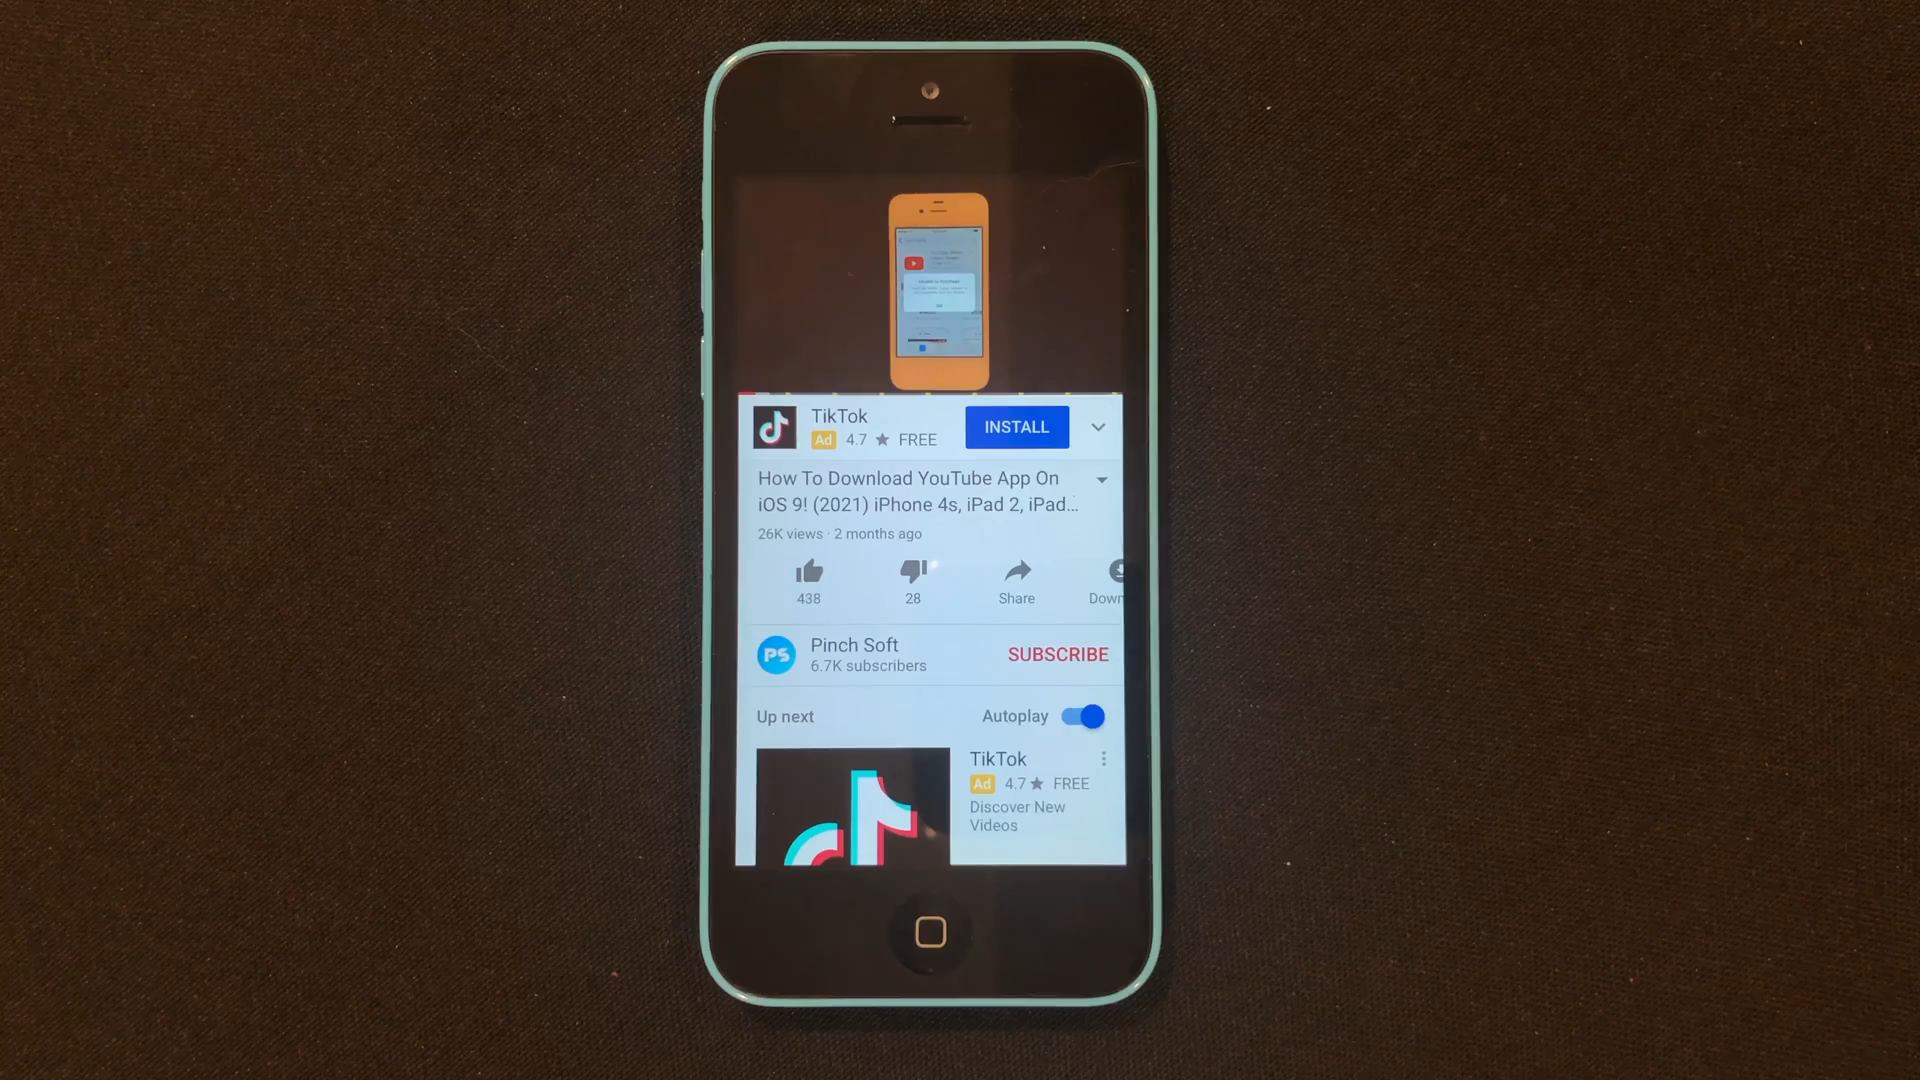 TikTok
INSTALL
Ad 4.7 ★ FREE
How To Download YouTube App On
iOS 9! (2021) iPhone 4s, iPad 2, iPad...
26K views · 2 months ago
438
28
Share
Down
PS
Pinch Soft
6.7K subscribers
SUBSCRIBE
Up next
Autoplay
TikTok
Ad 4.7 ★ FREE
Discover New
Videos